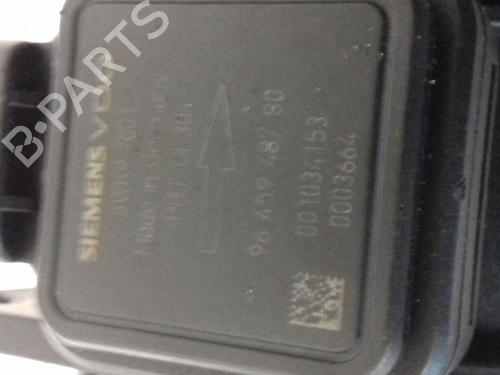 SIEMENS VDO
Made in Germany
96 459 487 80
001034153
0003664
B-PARTS